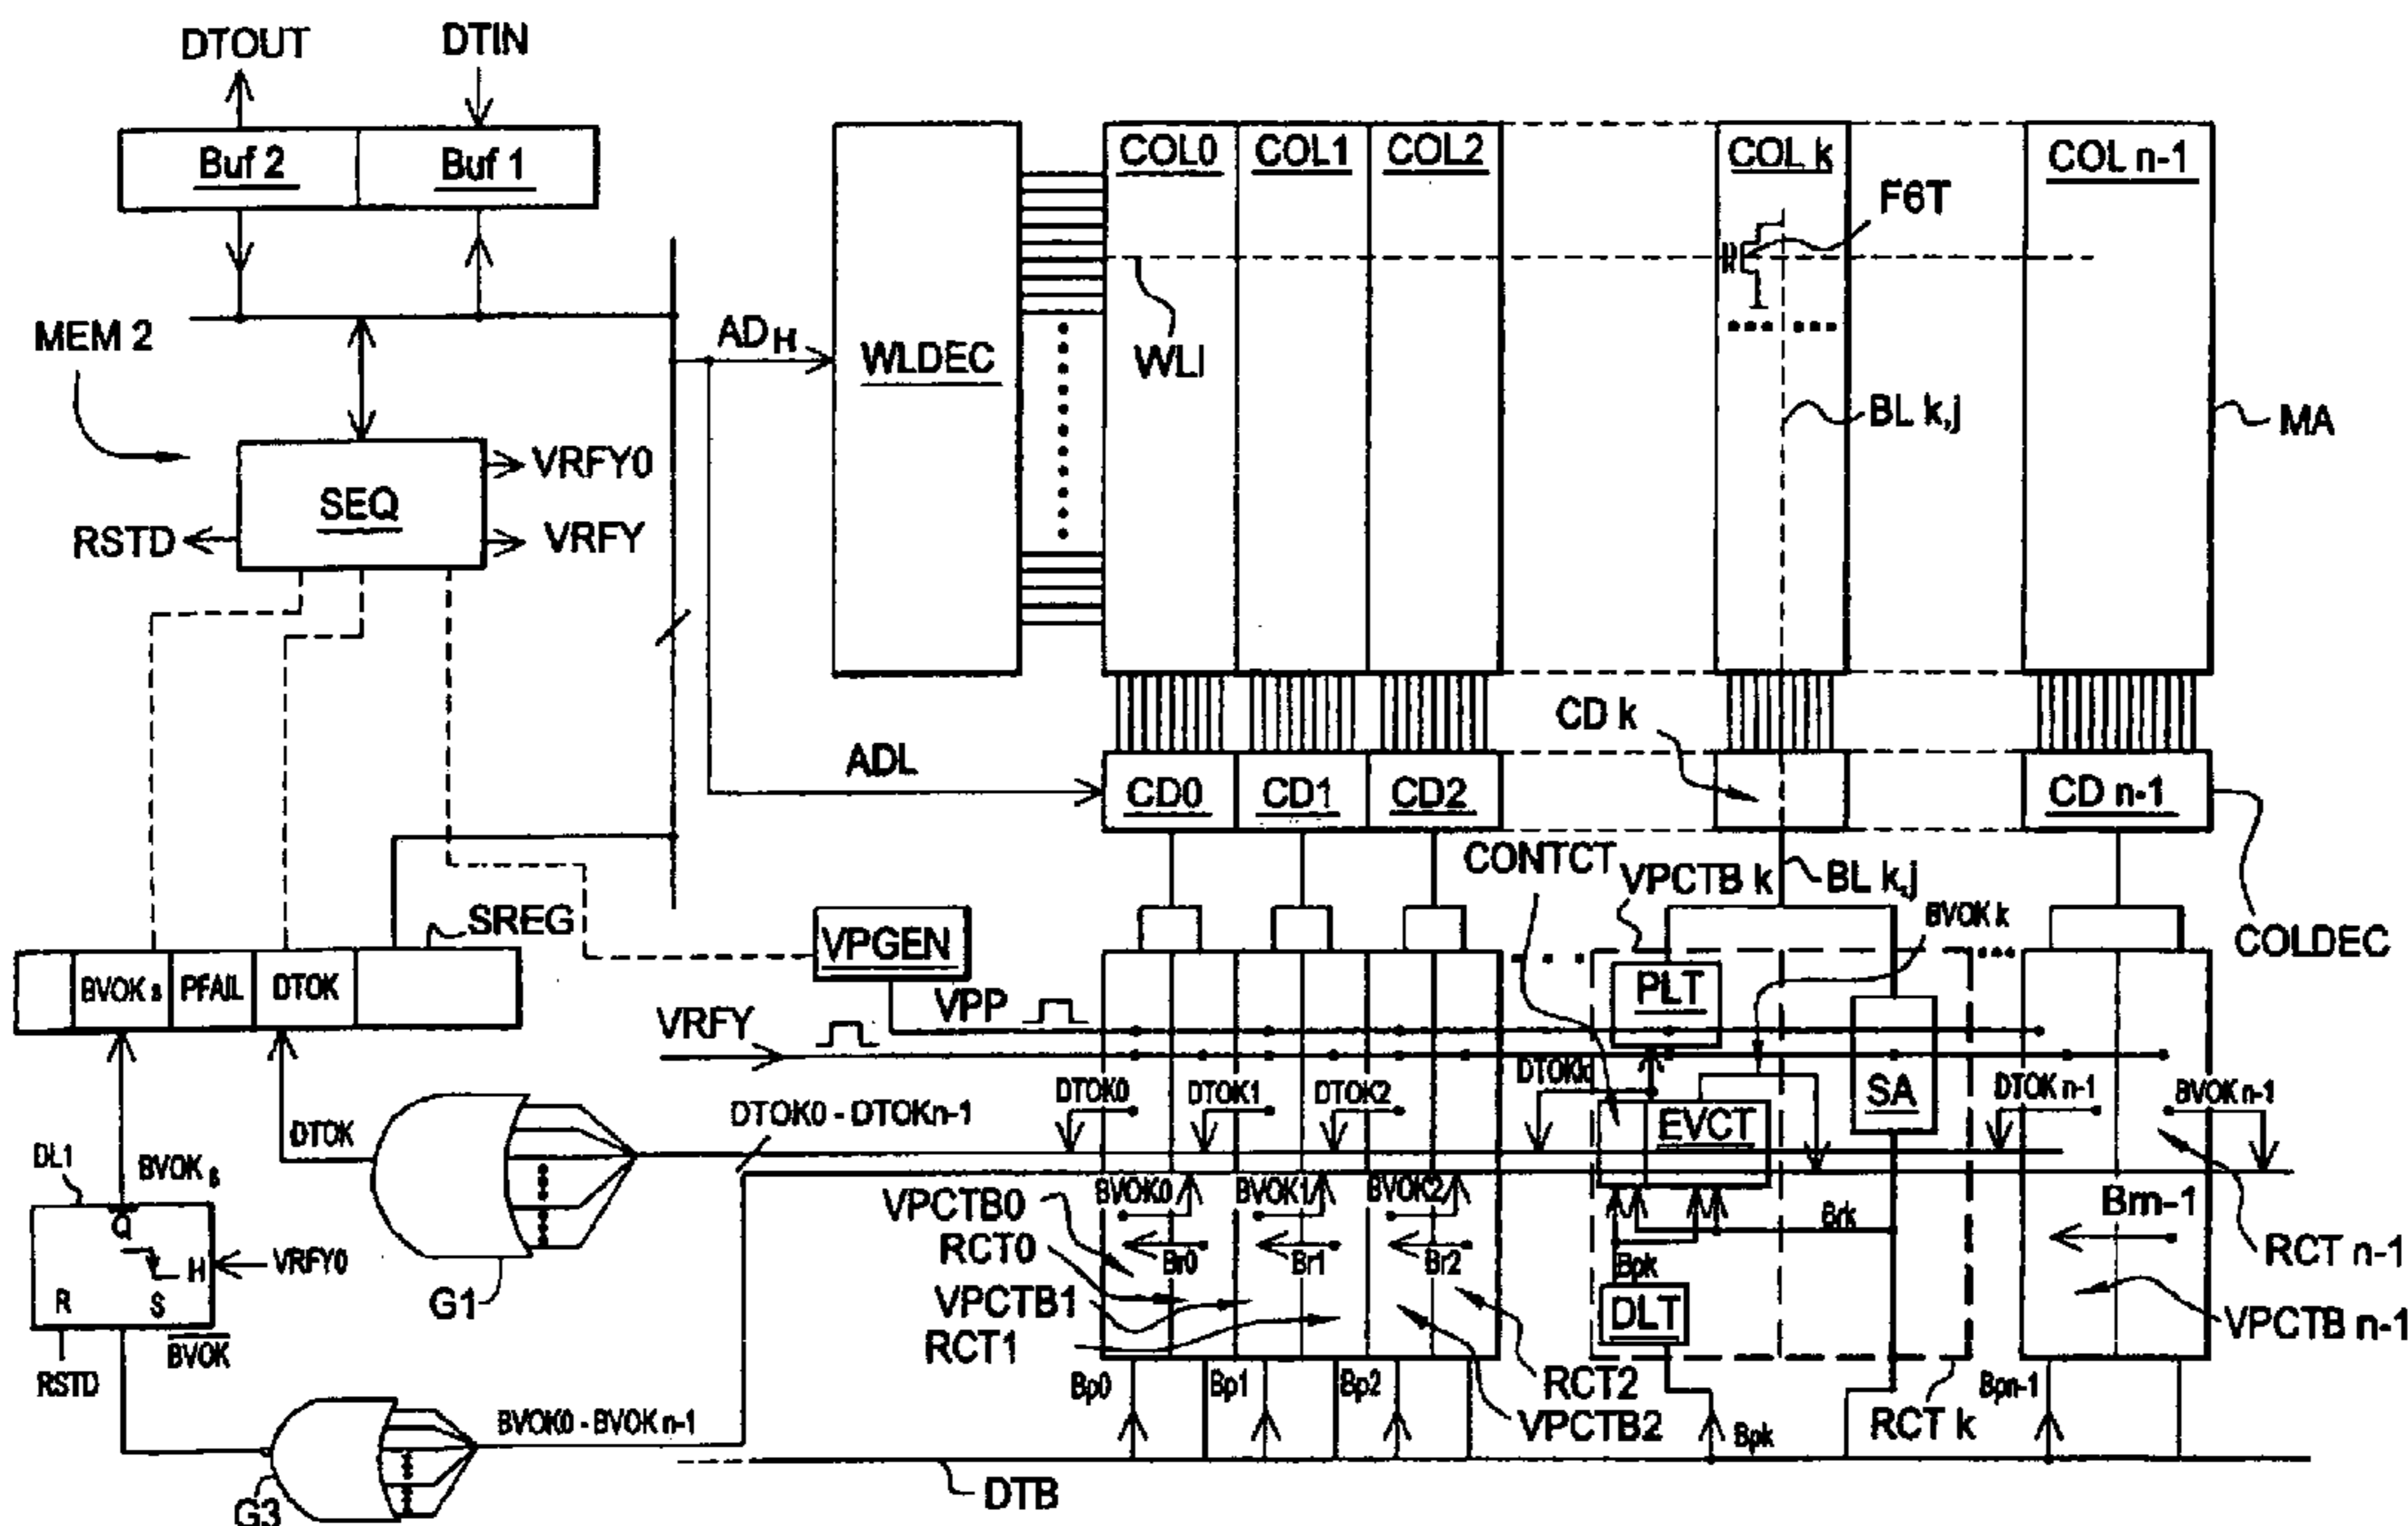 DTOUT DTIN
Buf 2 Buf 1
COL0 COL1 COL2 COL k COL n-1
F6T
MEM 2
ADH
WLDEC
WLI
BL k,j
MA
SEQ
VRFY0
RSTD
VRFY
CD k
ADL
CD0 CD1 CD2 CD n-1
CONTCT
VPCTB k
BL k,j
BVOK k
COLDEC
SREG
VPGEN
BVOK s PFAIL DTOK
VPP
PLT
VRFY
SA
DTOK0 DTOK1 DTOK2 DTOKk DTOK n-1 BVOK n-1
DTOK0 - DTOKn-1
EVCT
DTOK
DL1
BVOK s
G1
VPCTB0
BVOK0 BVOK1 BVOK2
RCT0
Br0 Br1 Br2 Brk Bm-1
VPCTB1
RCT1
Bpk
DLT
RCT n-1
VPCTB n-1
Q
H
VRFY0
R S
BVOK
RSTD
Bp0 Bp1 Bp2
RCT2
VPCTB2
RCT k
Bpn-1
Bpk
BVOK0 - BVOK n-1
G3
DTB